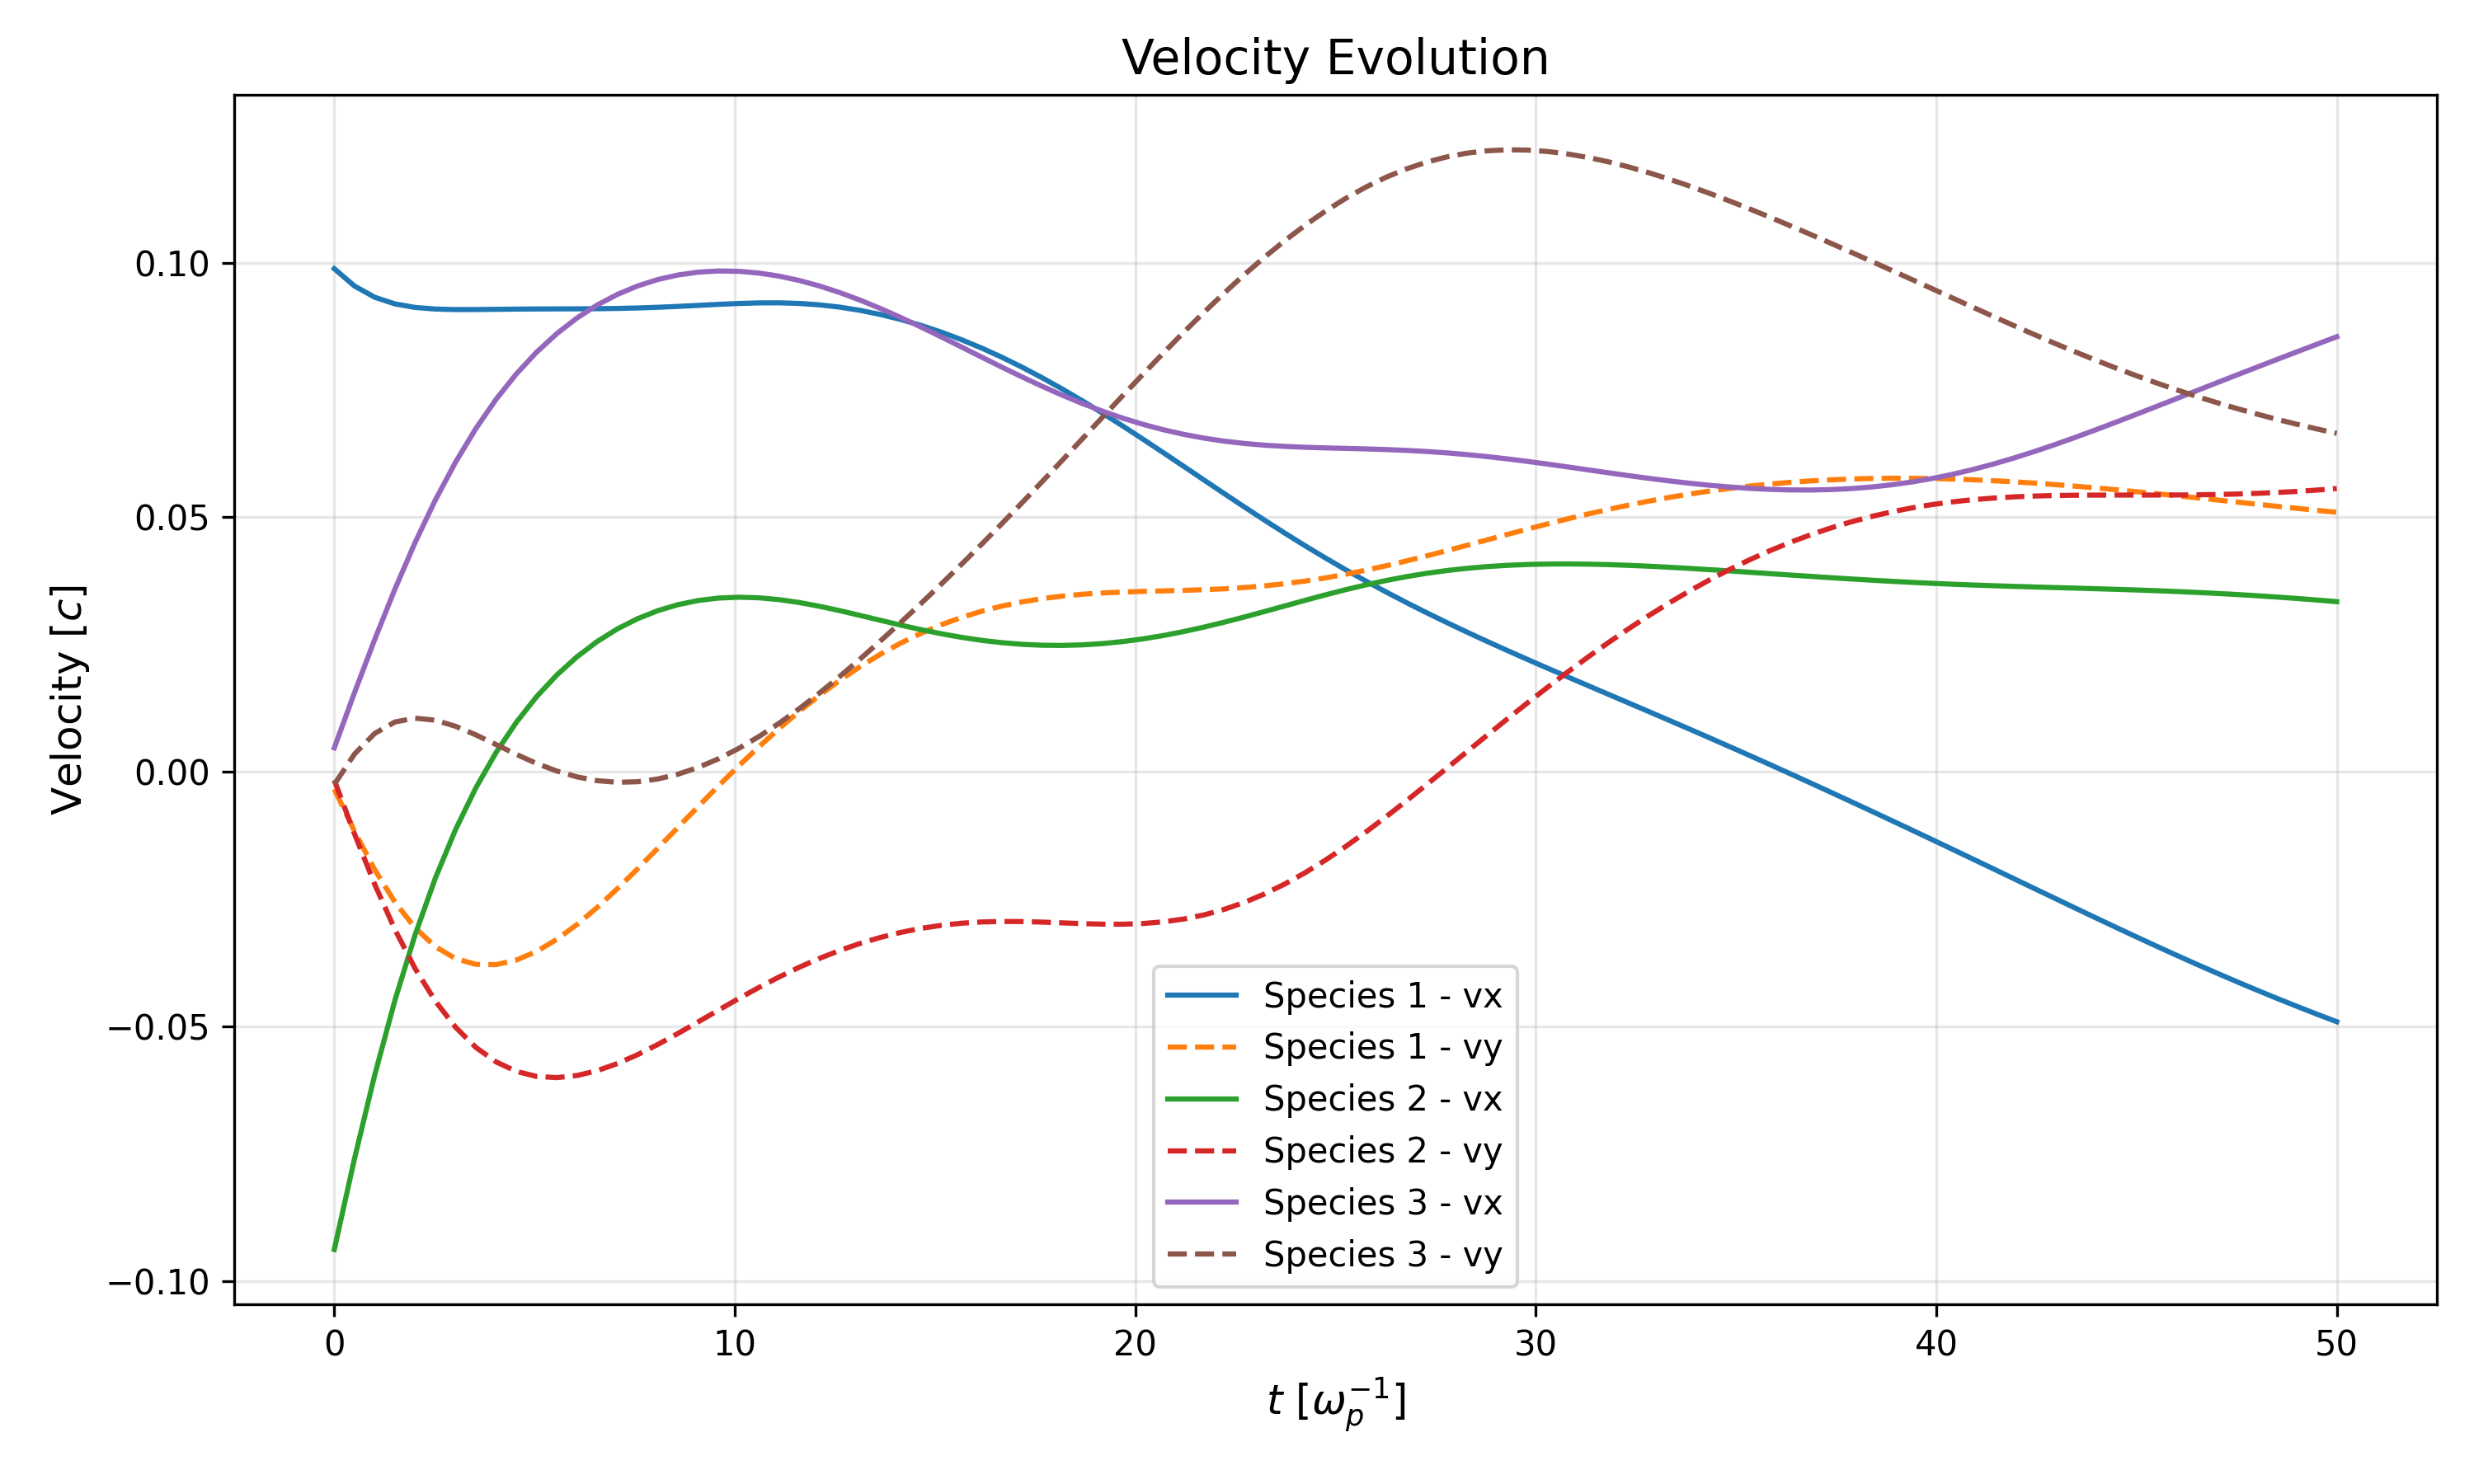 Velocity Evolution
Velocity [c]
0.10
0.05
0.00
−0.05
−0.10
Species 1 - vx
Species 1 - vy
Species 2 - vx
Species 2 - vy
Species 3 - vx
Species 3 - vy
0 10 20 30 40 50
t [ωₚ⁻¹]